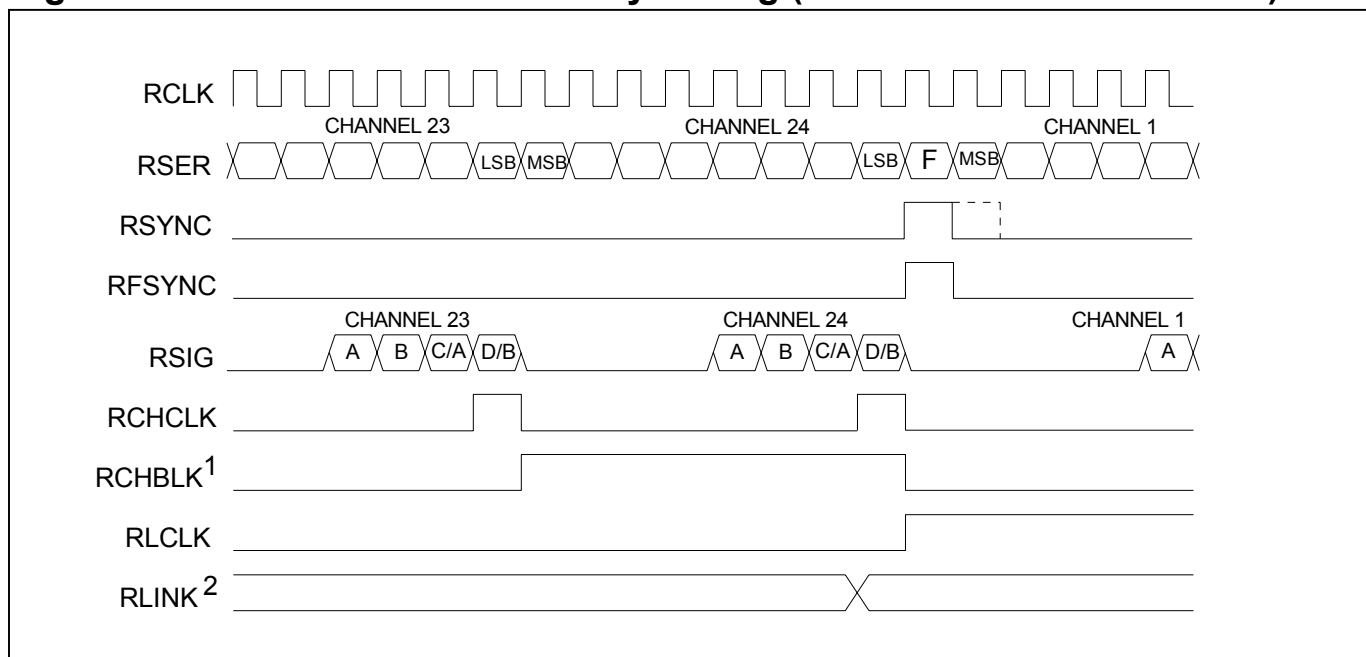 RCLK
CHANNEL 23 CHANNEL 24 CHANNEL 1
RSER LSB MSB LSB F MSB
RSYNC
RFSYNC
CHANNEL 23 CHANNEL 24 CHANNEL 1
RSIG A B C/A D/B A B C/A D/B A
RCHCLK
RCHBLK1
RLCLK
RLINK2